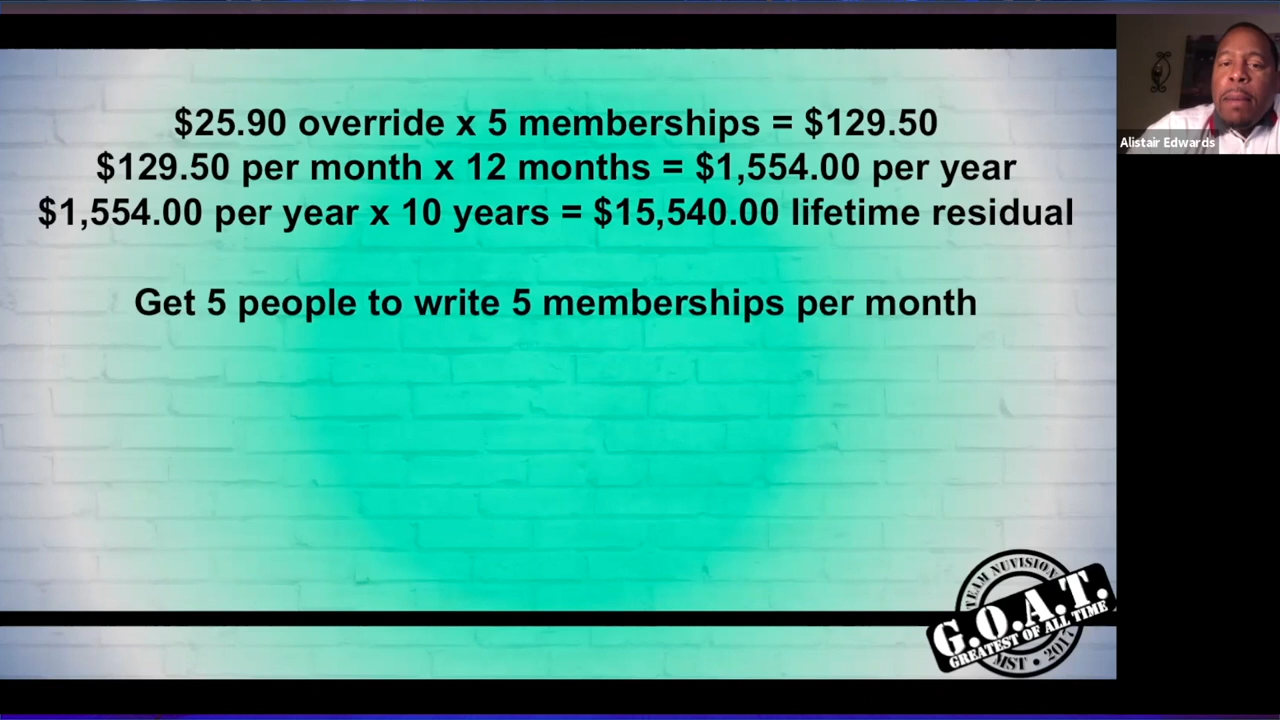 $25.90 override x 5 memberships = $129.50
$129.50 per month x 12 months = $1,554.00 per year
$1,554.00 per year x 10 years = $15,540.00 lifetime residual
Get 5 people to write 5 memberships per month
Alistair Edwards
TEAM NUVISION
G.O.A.T.
GREATEST OF ALL TIME
MST • 2017